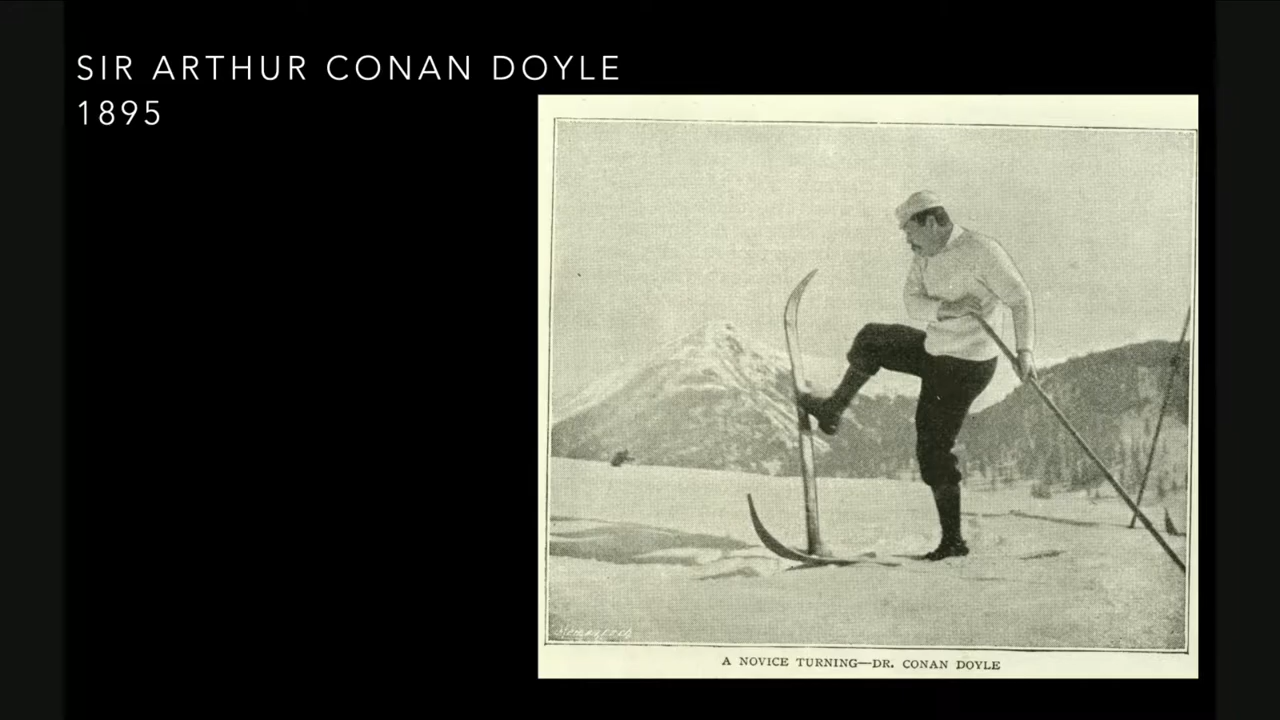 SIR ARTHUR CONAN DOYLE
1895
A NOVICE TURNING—DR. CONAN DOYLE